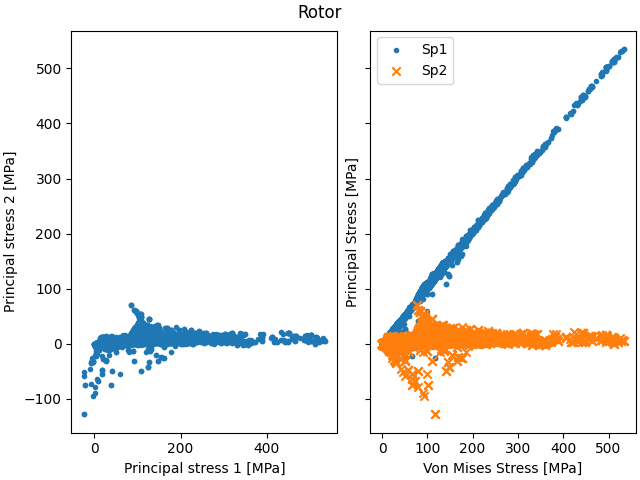 Rotor
Principal stress 2 [MPa]
500
400
300
200
100
0
−100
0
200
400
Principal stress 1 [MPa]
Principal Stress [MPa]
Sp1
Sp2
0
100
200
300
400
500
Von Mises Stress [MPa]